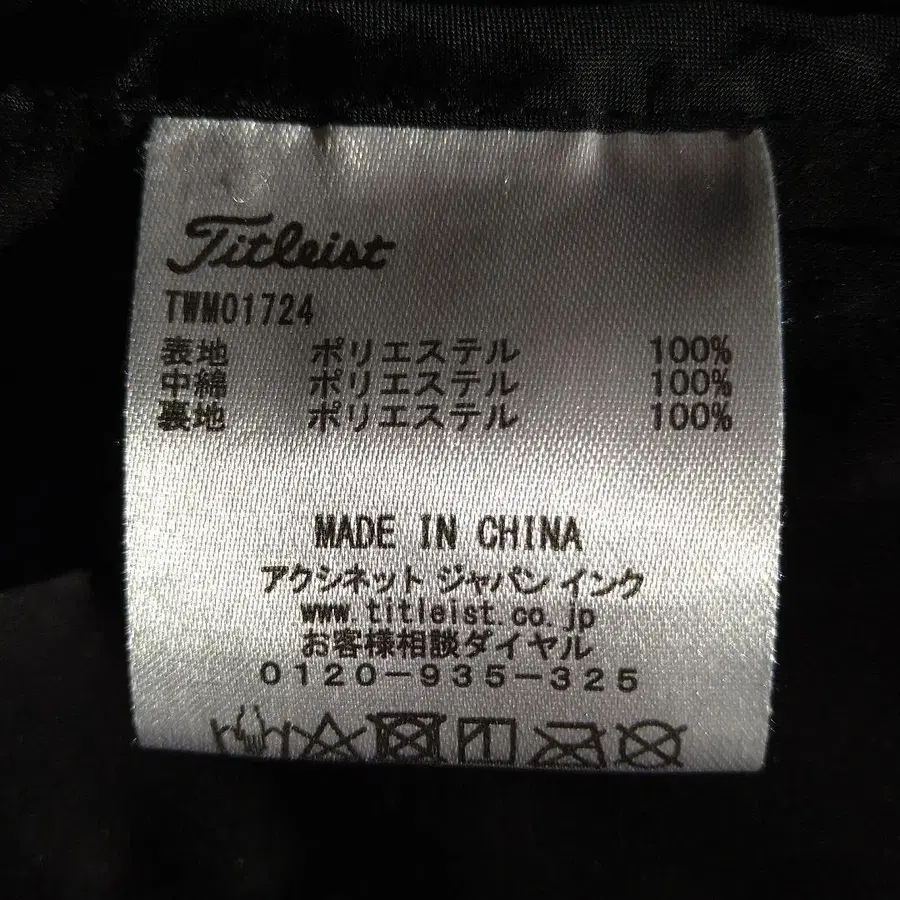 Titleist
TWM01724
表地 ポリエステル 100%
中綿 ポリエステル 100%
裏地 ポリエステル 100%
MADE IN CHINA
アクシネット ジャパン インク
www.titleist.co.jp
お客様相談ダイヤル
0120-935-325